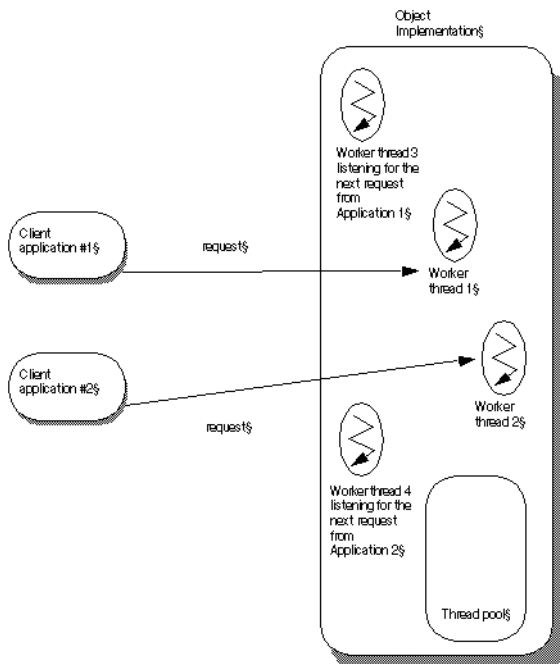 Object
Implementation§
Worker thread 3
listening for the
next request
from
Application 1§
Client
application #1§
request§
Worker
thread 1§
Client
application #2§
request§
Worker
thread 2§
Worker thread 4
listening for the
next request
from
Application 2§
Thread pool§